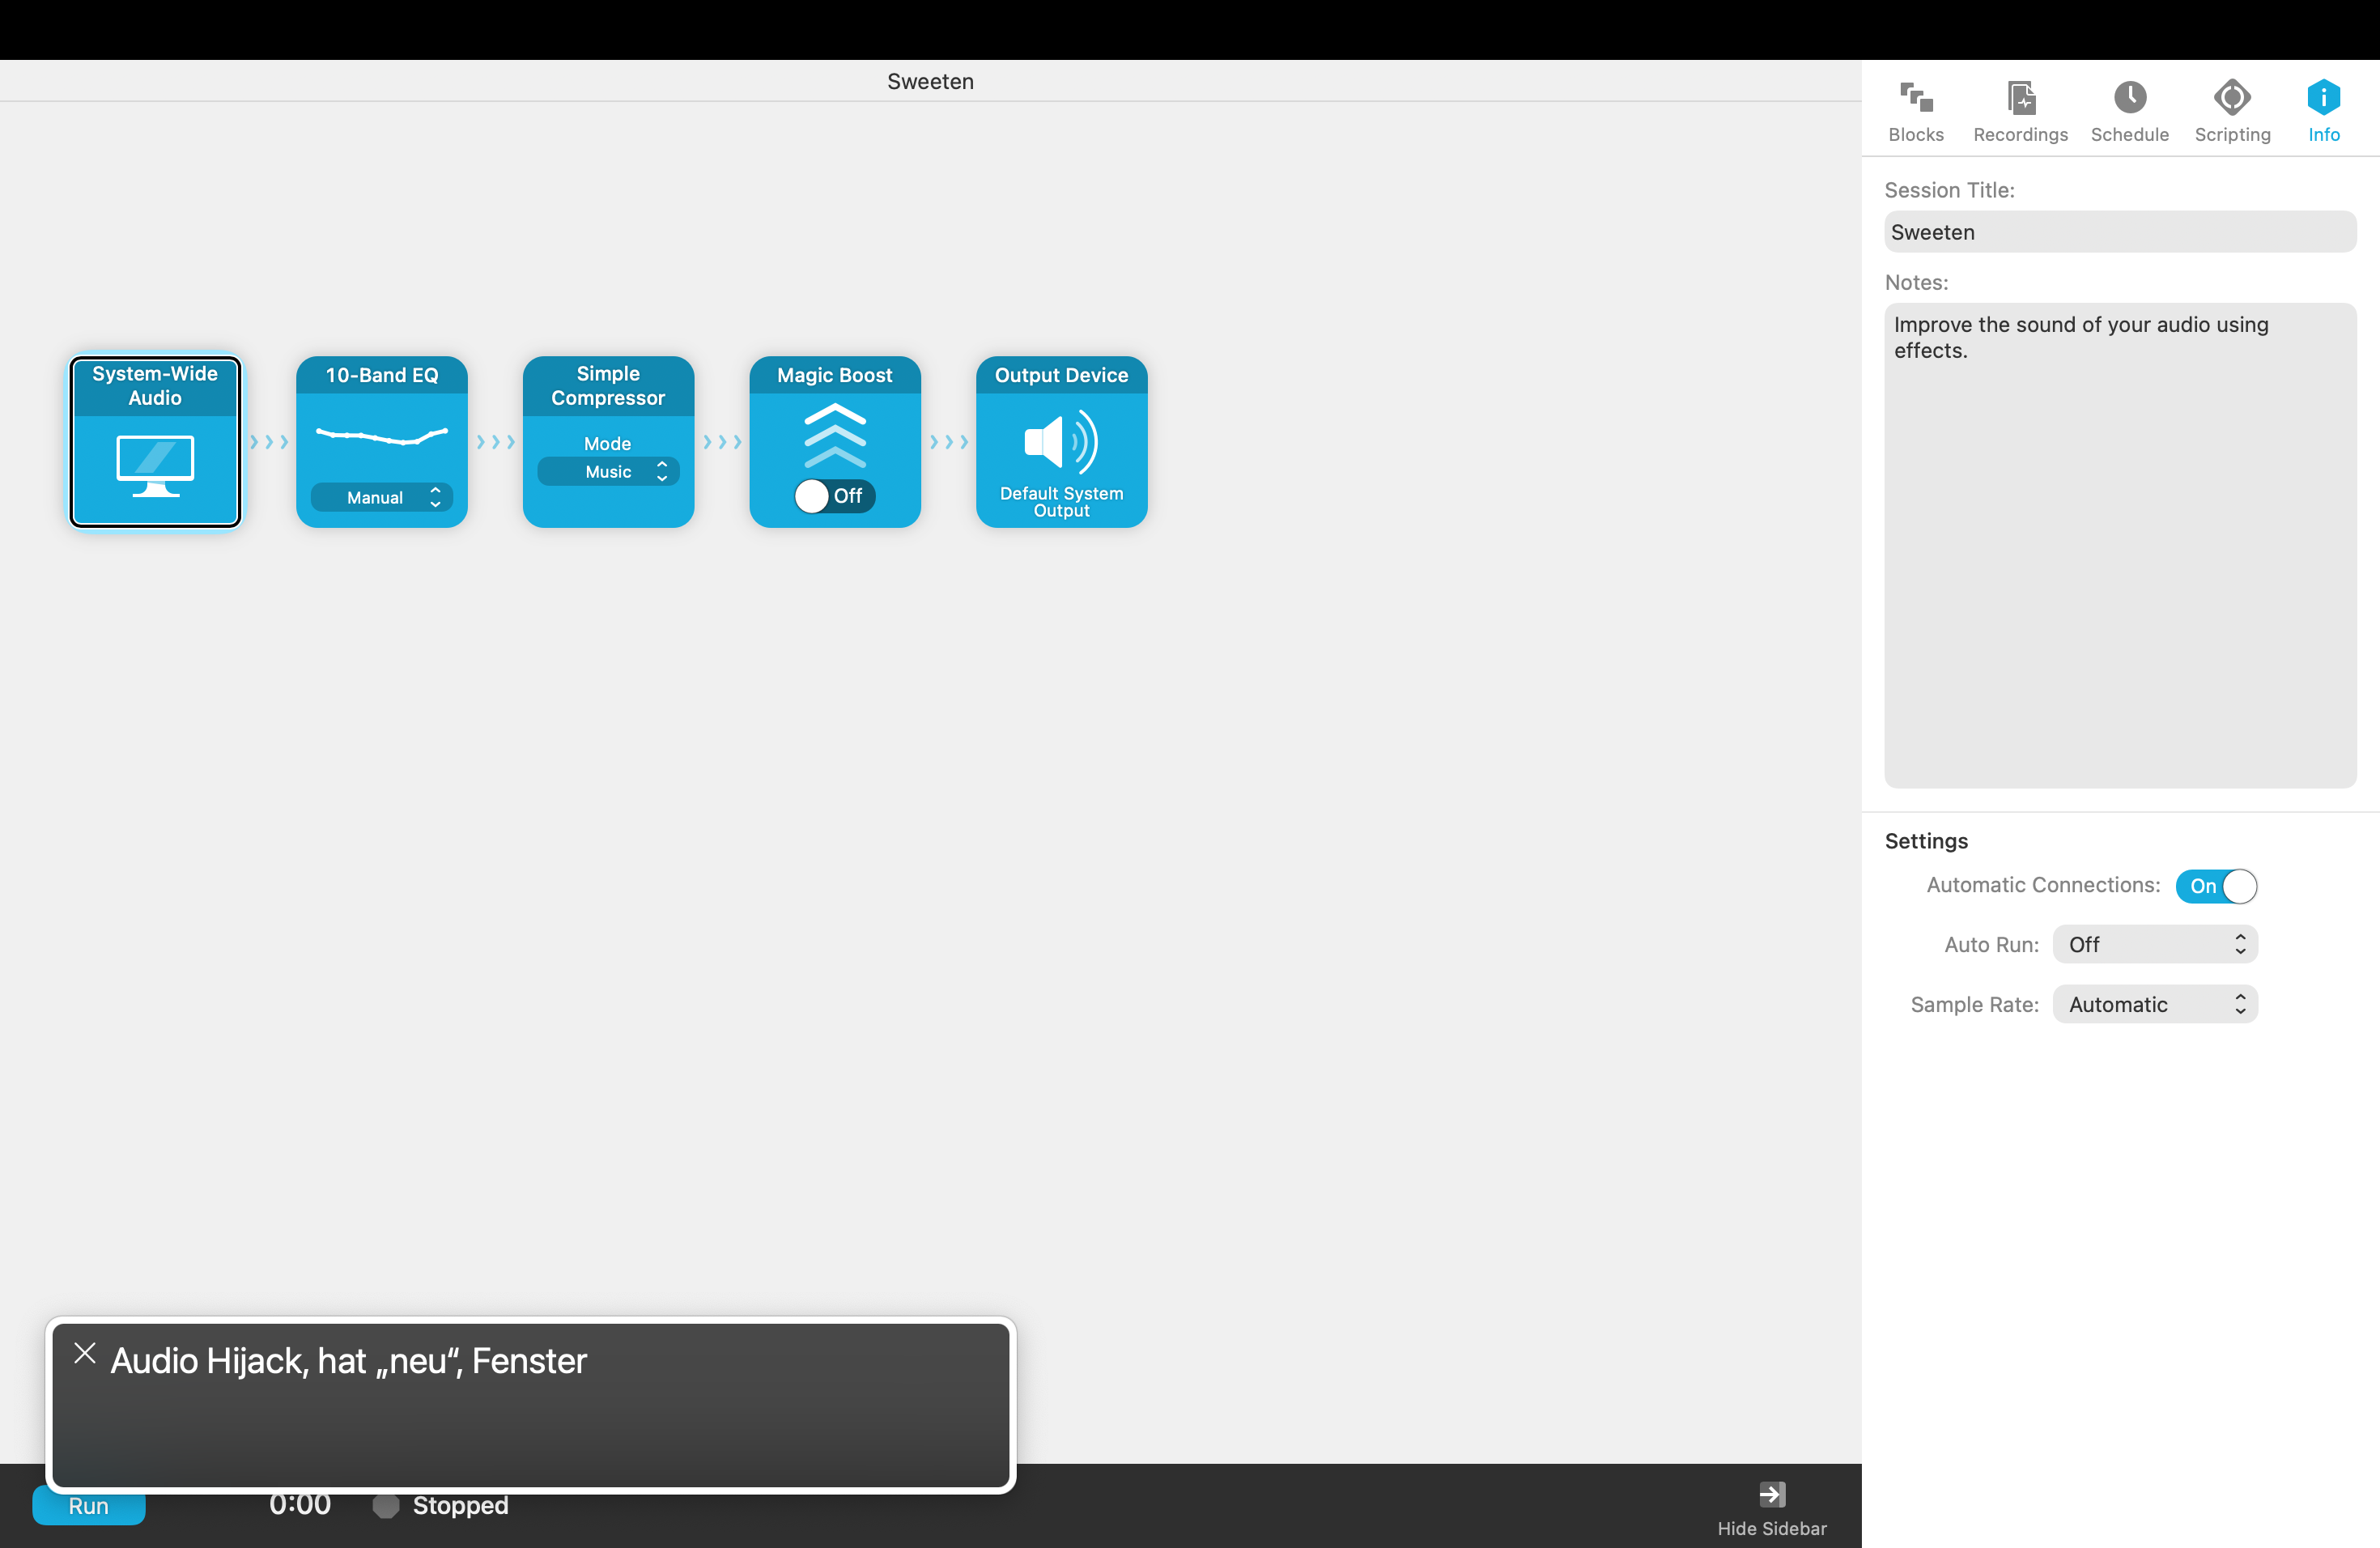 Sweeten
Blocks
Recordings
Schedule
Scripting
Info
Session Title:
Sweeten
Notes:
Improve the sound of your audio using
effects.
System-Wide
Audio
10-Band EQ
Manual
Simple
Compressor
Mode
Music
Magic Boost
Off
Output Device
Default System
Output
Settings
Automatic Connections: On
Auto Run: Off
Sample Rate: Automatic
Audio Hijack, hat „neu“, Fenster
Run
0:00
Stopped
Hide Sidebar